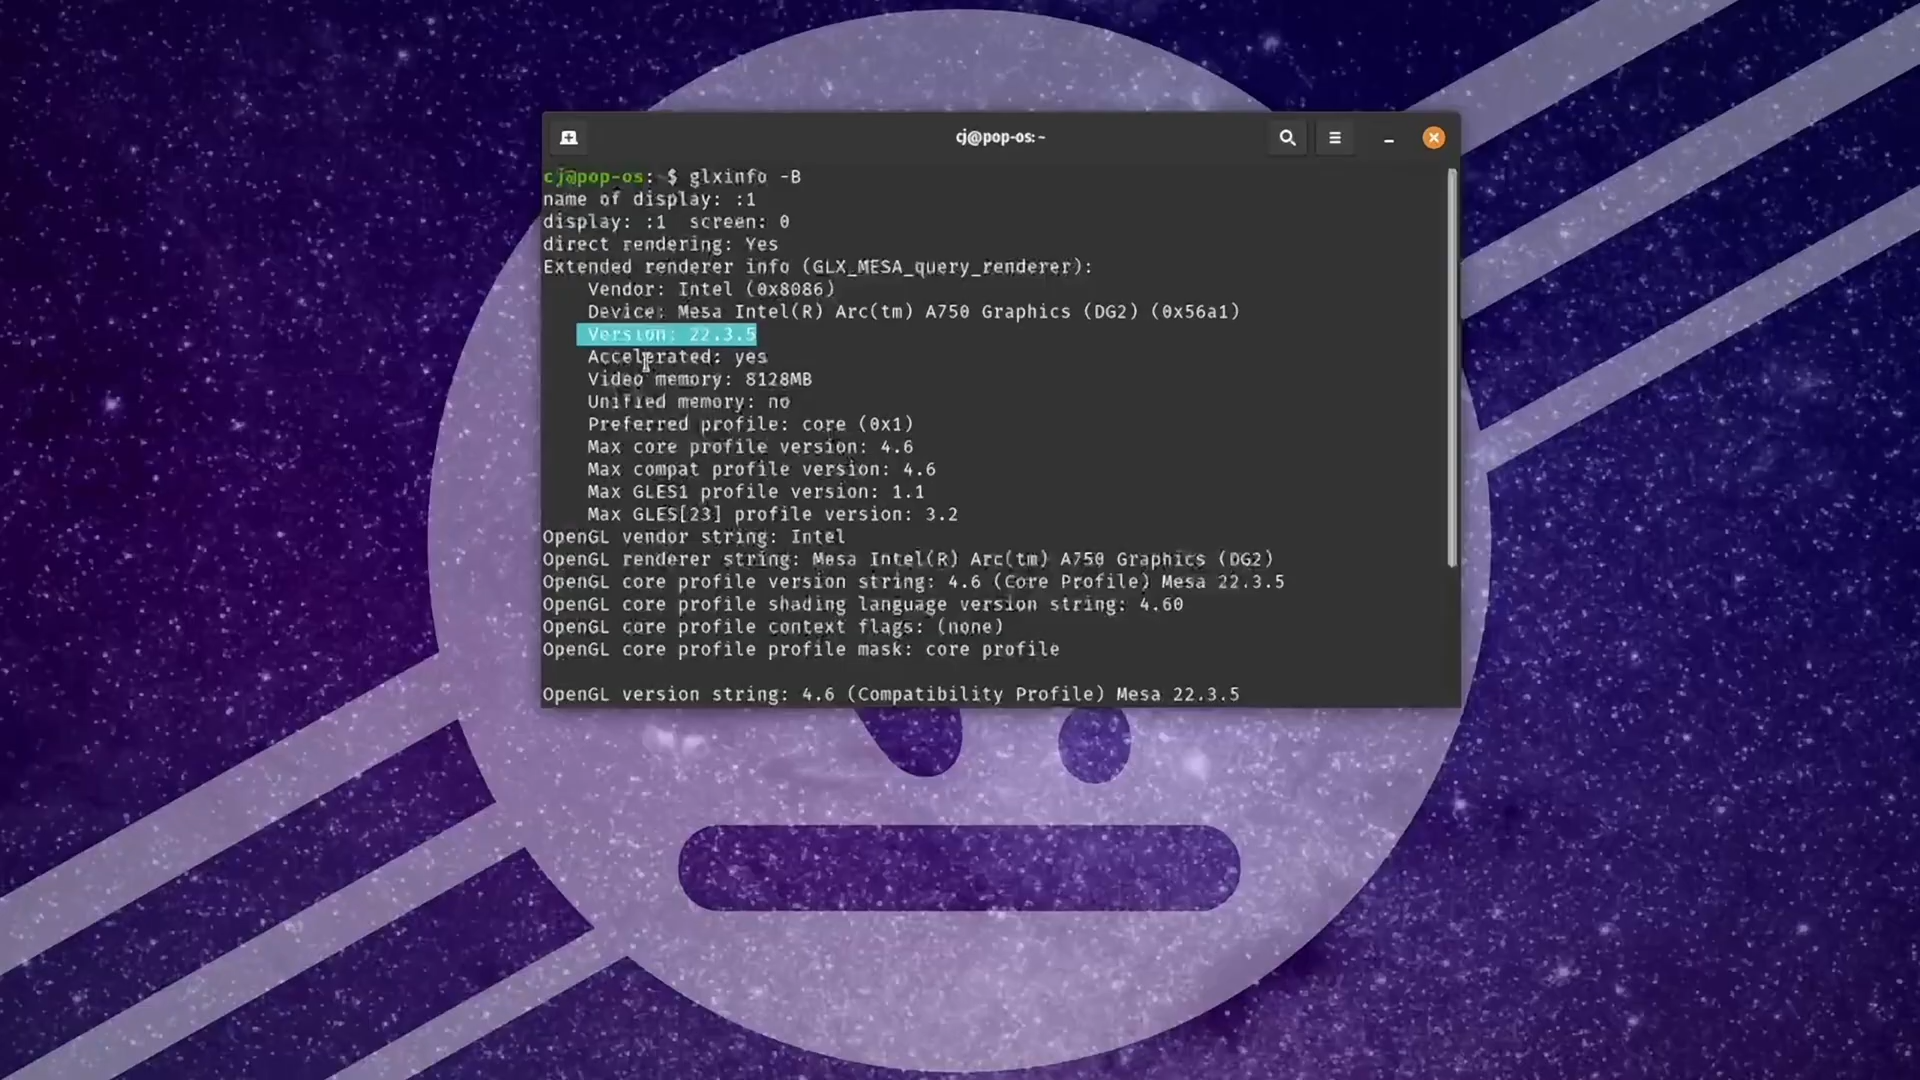 cj@pop-os: ~
cj@pop-os: $ glxinfo -B
name of display: :1
display: :1  screen: 0
direct rendering: Yes
Extended renderer info (GLX_MESA_query_renderer):
    Vendor: Intel (0x8086)
    Device: Mesa Intel(R) Arc(tm) A750 Graphics (DG2) (0x56a1)
    Version: 22.3.5
    Accelerated: yes
    Video memory: 8128MB
    Unified memory: no
    Preferred profile: core (0x1)
    Max core profile version: 4.6
    Max compat profile version: 4.6
    Max GLES1 profile version: 1.1
    Max GLES[23] profile version: 3.2
OpenGL vendor string: Intel
OpenGL renderer string: Mesa Intel(R) Arc(tm) A750 Graphics (DG2)
OpenGL core profile version string: 4.6 (Core Profile) Mesa 22.3.5
OpenGL core profile shading language version string: 4.60
OpenGL core profile context flags: (none)
OpenGL core profile profile mask: core profile
OpenGL version string: 4.6 (Compatibility Profile) Mesa 22.3.5